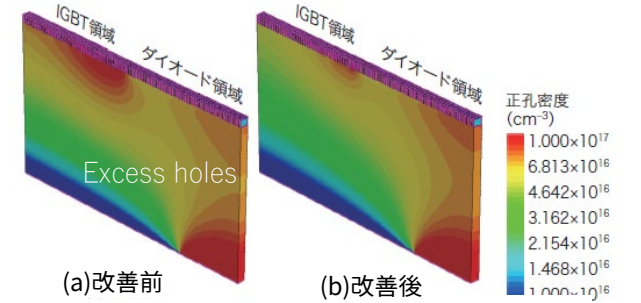 IGBT領域
ダイオード領域
IGBT領域
ダイオード領域
Excess holes
正孔密度
(cm⁻³)
1.000×10¹⁷
6.813×10¹⁶
4.642×10¹⁶
3.162×10¹⁶
2.154×10¹⁶
1.468×10¹⁶
1.000×10¹⁶
(a)改善前
(b)改善後